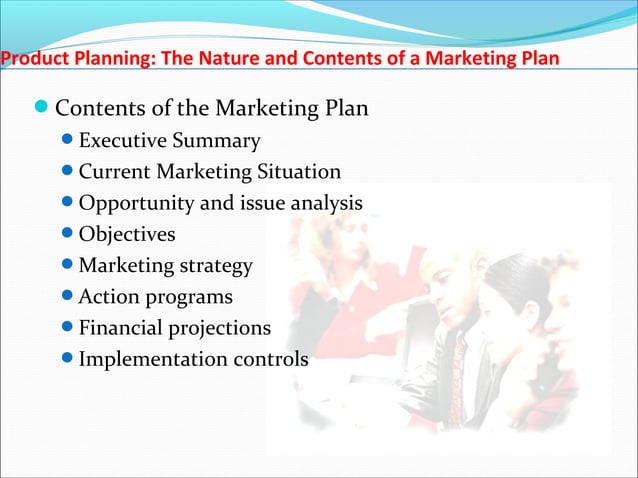 Product Planning: The Nature and Contents of a Marketing Plan
Contents of the Marketing Plan
Executive Summary
Current Marketing Situation
Opportunity and issue analysis
Objectives
Marketing strategy
Action programs
Financial projections
Implementation controls